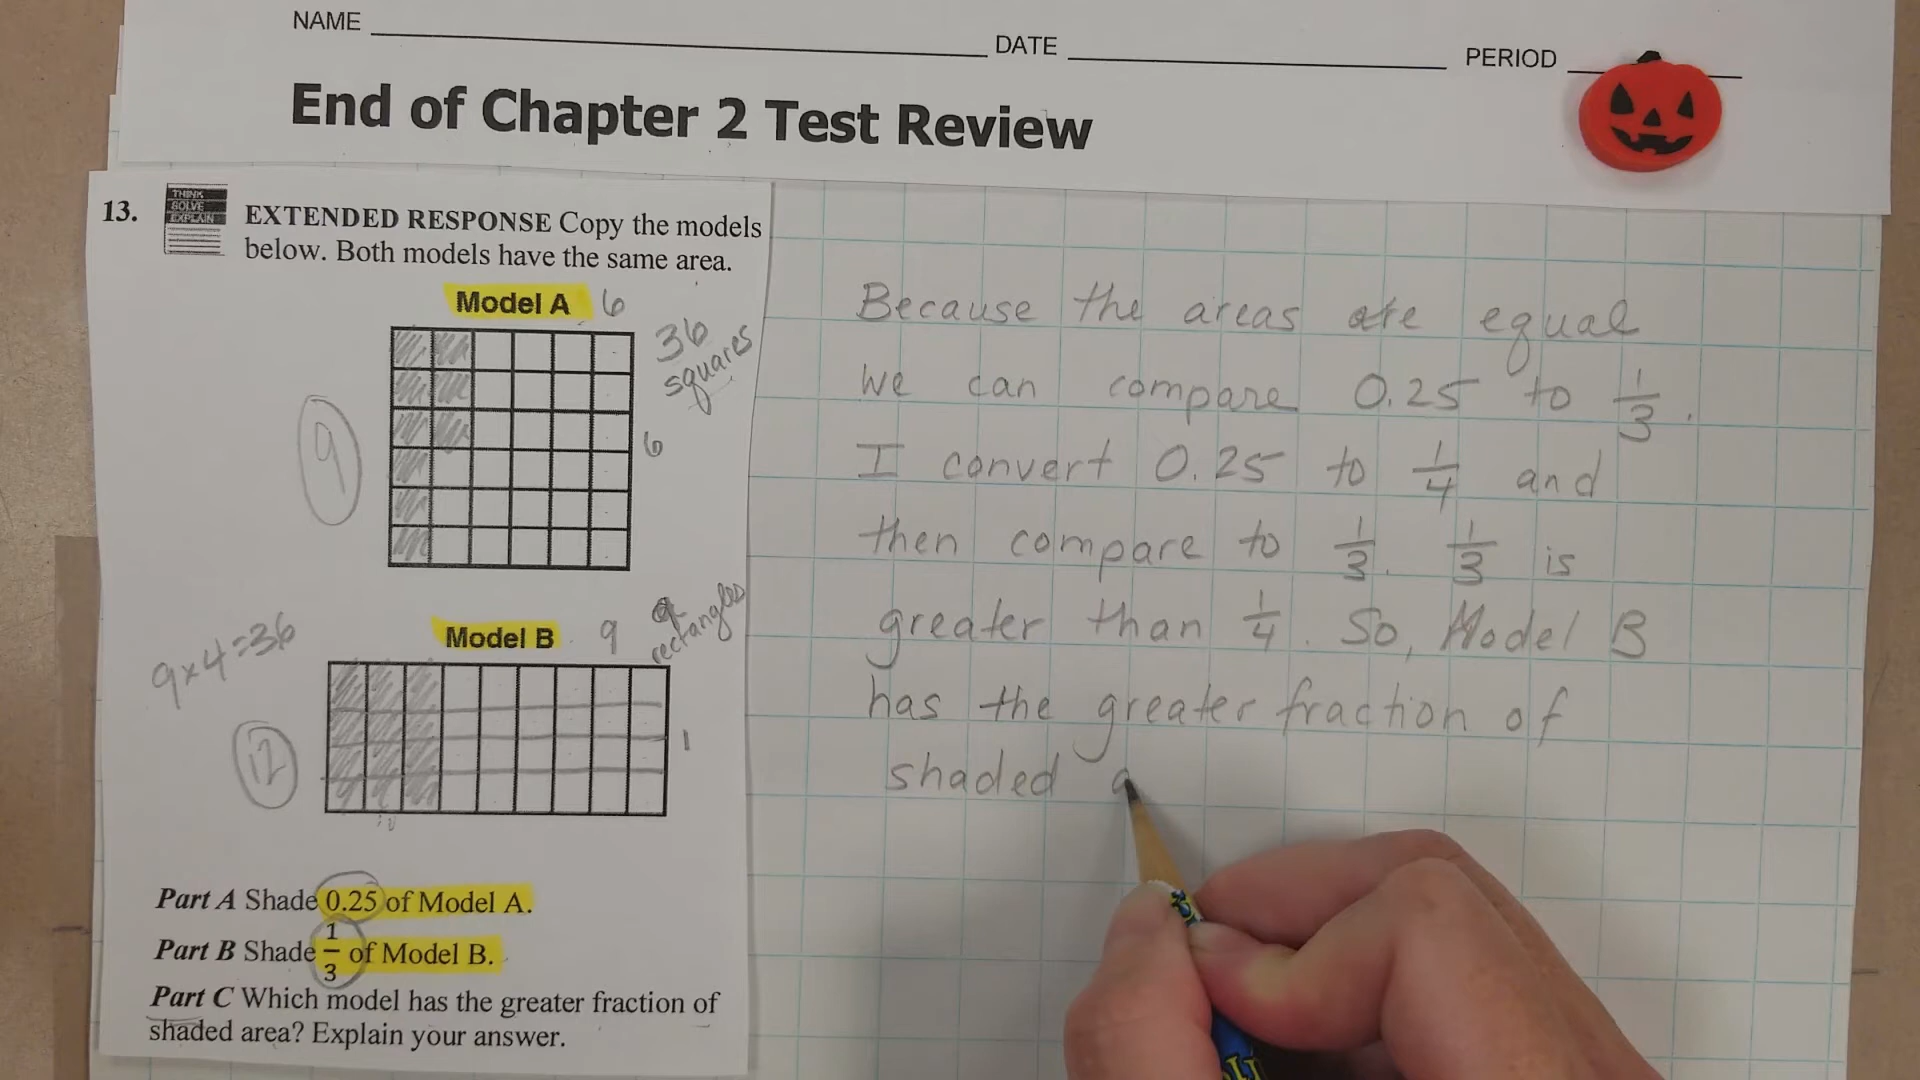 NAME DATE PERIOD
End of Chapter 2 Test Review
13.
THINK
SOLVE
EXPLAIN
EXTENDED RESPONSE Copy the models
below. Both models have the same area.
Model A 6
36
squares
9
6
Model B 9
9
rectangles
9x4=36
12
1
Part A Shade 0.25 of Model A.
Part B Shade 1/3 of Model B.
Part C Which model has the greater fraction of
shaded area? Explain your answer.
Because the areas are equal
we can compare 0.25 to 1/3.
I convert 0.25 to 1/4 and
then compare to 1/3. 1/3 is
greater than 1/4. So, Model B
has the greater fraction of
shaded a